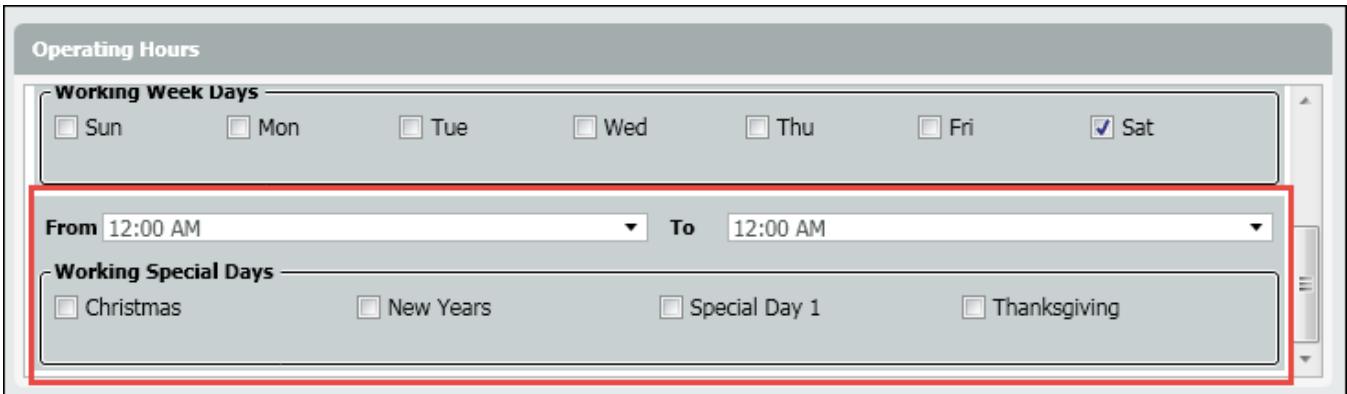 Operating Hours
Working Week Days
Sun Mon Tue Wed Thu Fri Sat
From 12:00 AM To 12:00 AM
Working Special Days
Christmas New Years Special Day 1 Thanksgiving